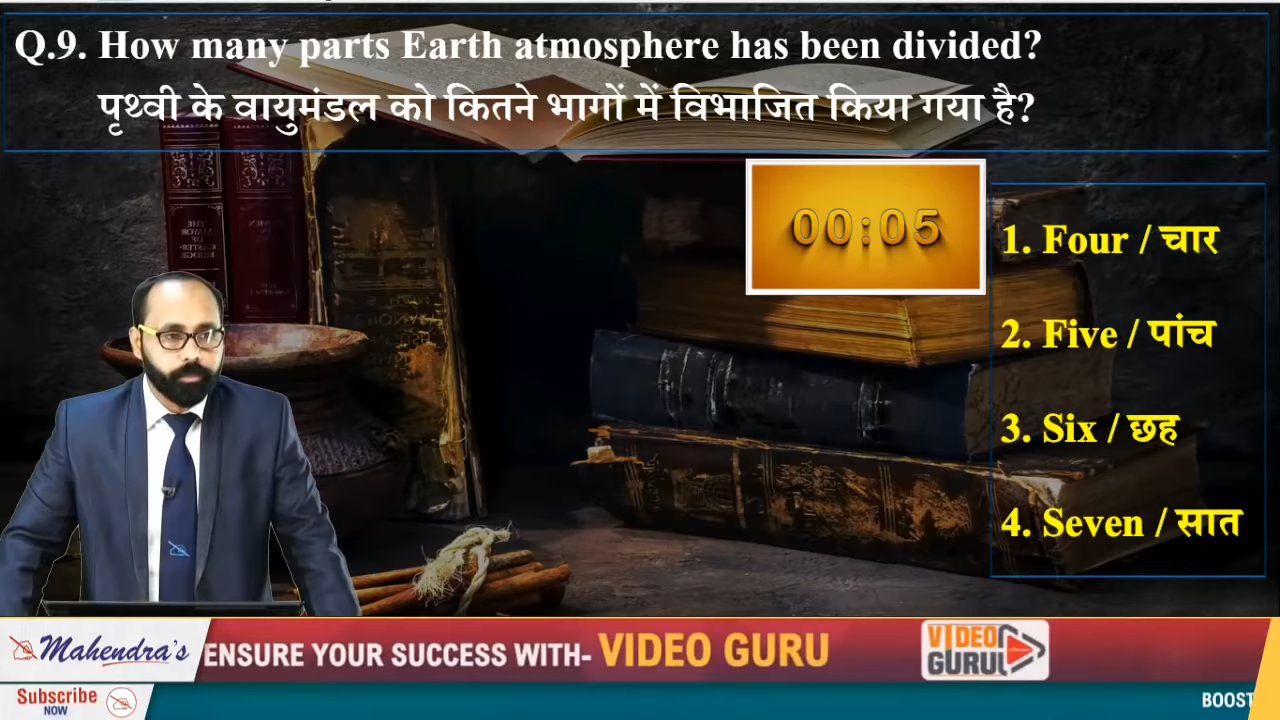 Q.9. How many parts Earth atmosphere has been divided?
पृथ्वी के वायुमंडल को कितने भागों में विभाजित किया गया है?
00:05
1. Four / चार
2. Five / पांच
3. Six / छह
4. Seven / सात
Mahendra's
ENSURE YOUR SUCCESS WITH- VIDEO GURU
VIDEO
GURU
Subscribe
NOW
BOOST